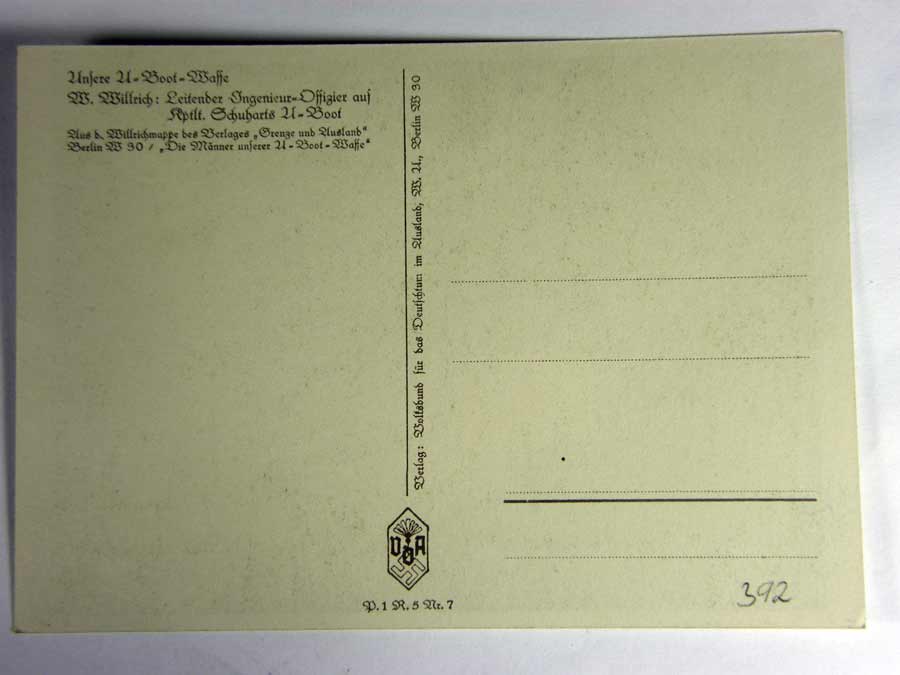 Unsere U-Boot-Waffe
W. Willrich: Leitender Ingenieur-Offizier auf
Kptlt. Schuharts U-Boot
Aus d. Willrichmappe des Verlages „Grenze und Ausland“
Berlin W 30 / „Die Männer unserer U-Boot-Waffe“
Verlag: Volksbund für das Deutschtum im Ausland, W. U., Berlin W 30
VDA
P. 1 R. 5 Nr. 7
392